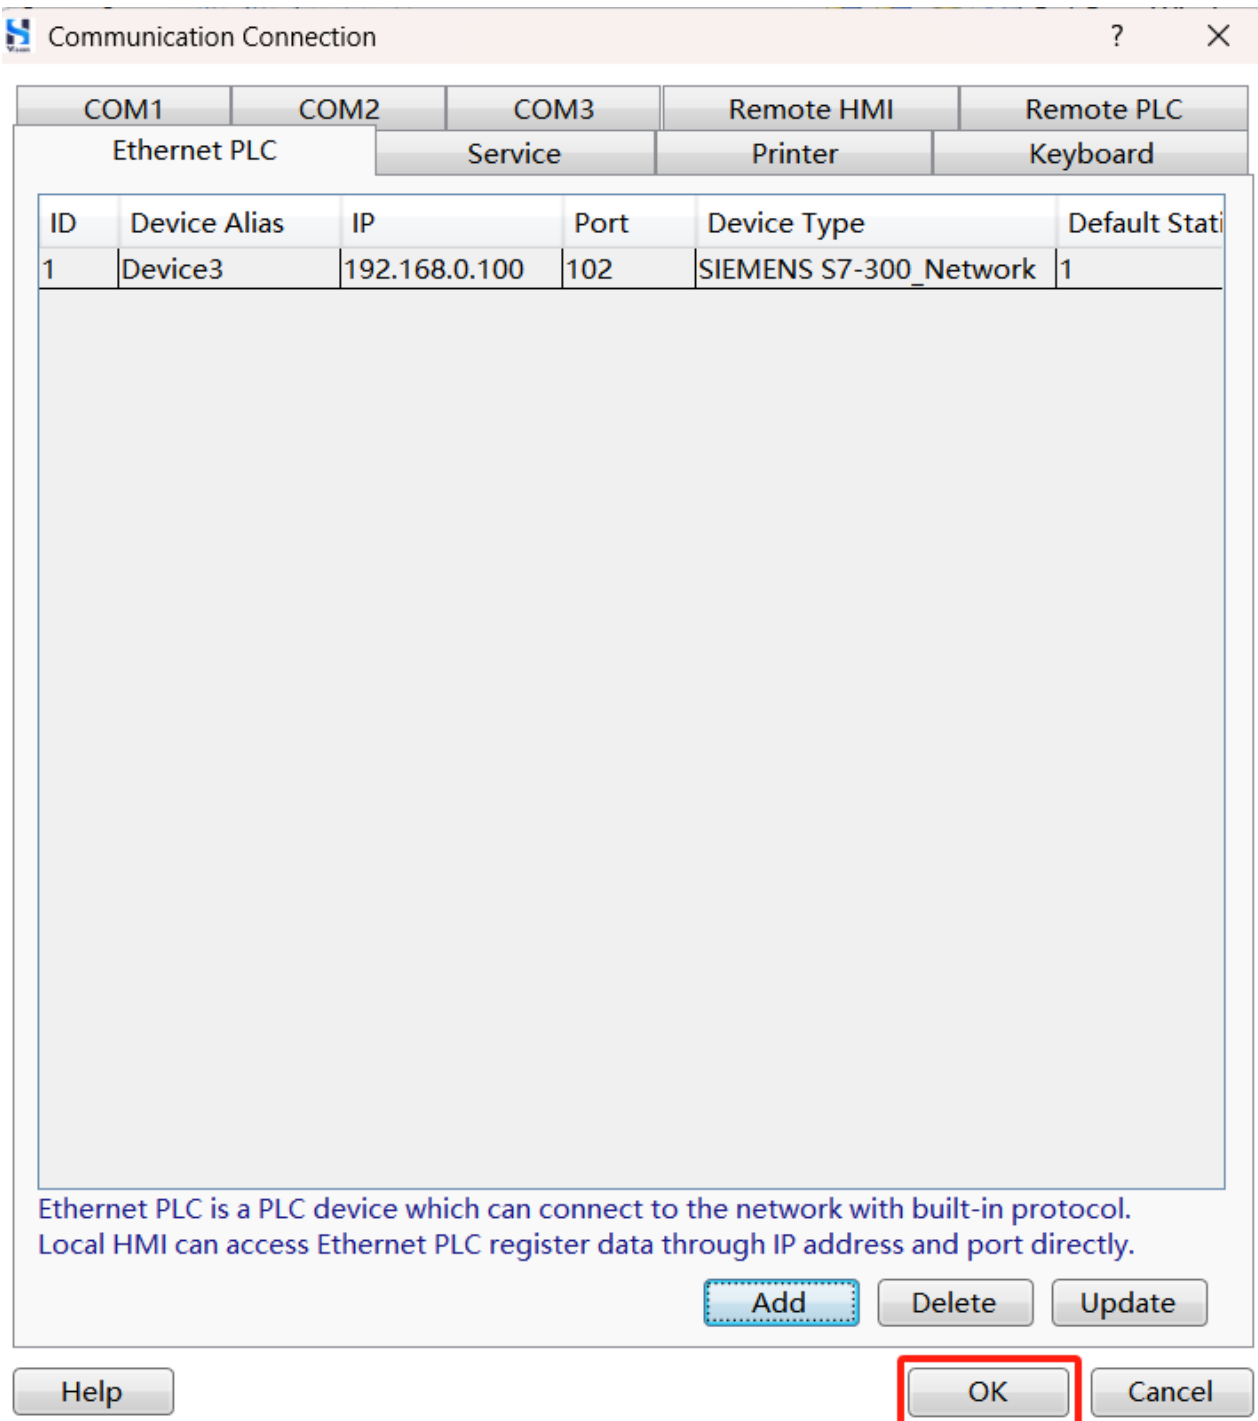 Communication Connection ? ×
COM1 COM2 COM3 Remote HMI Remote PLC
Ethernet PLC Service Printer Keyboard
ID Device Alias IP Port Device Type Default Stati
1 Device3 192.168.0.100 102 SIEMENS S7-300_Network 1
Ethernet PLC is a PLC device which can connect to the network with built-in protocol.
Local HMI can access Ethernet PLC register data through IP address and port directly.
Add Delete Update
Help OK Cancel